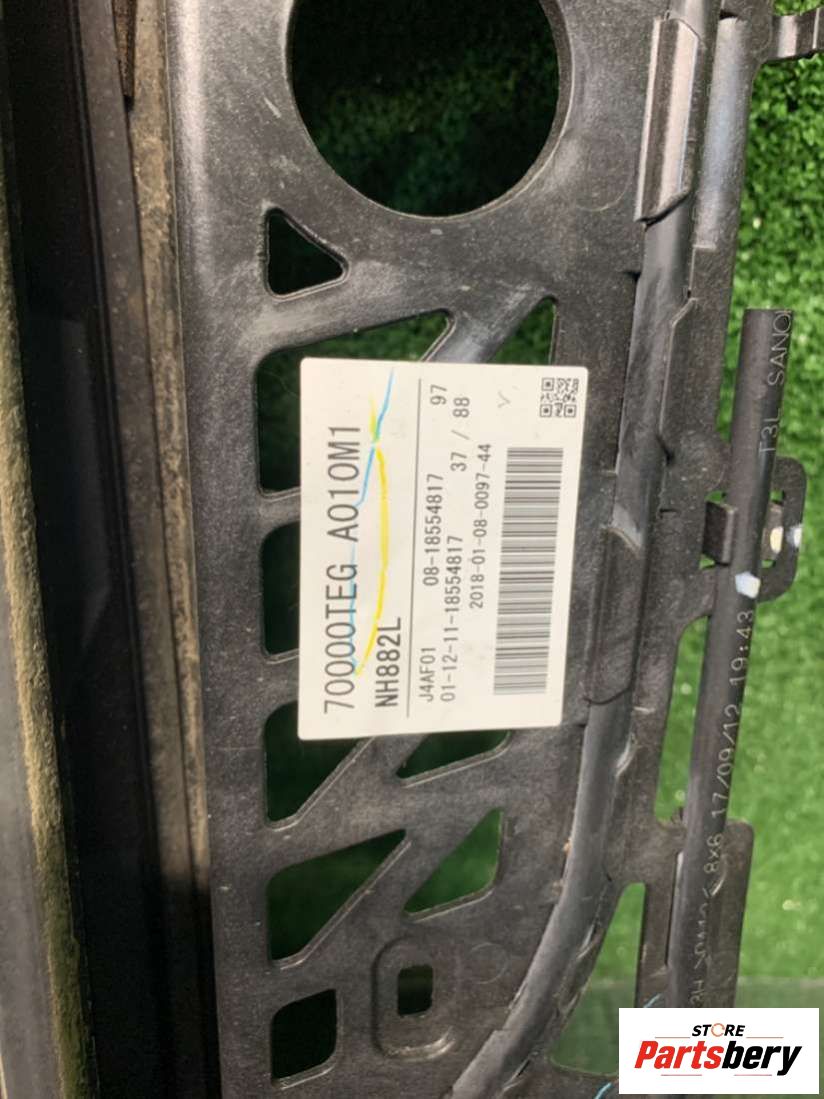 70000TEG A010M1
NH882L
J4AF01 08-18554817 97
01-12-11-18554817 37 / 88
2018-01-08-0097-44
T3L SANO
8x6 17/09/12 19:43
STORE
Partsbery